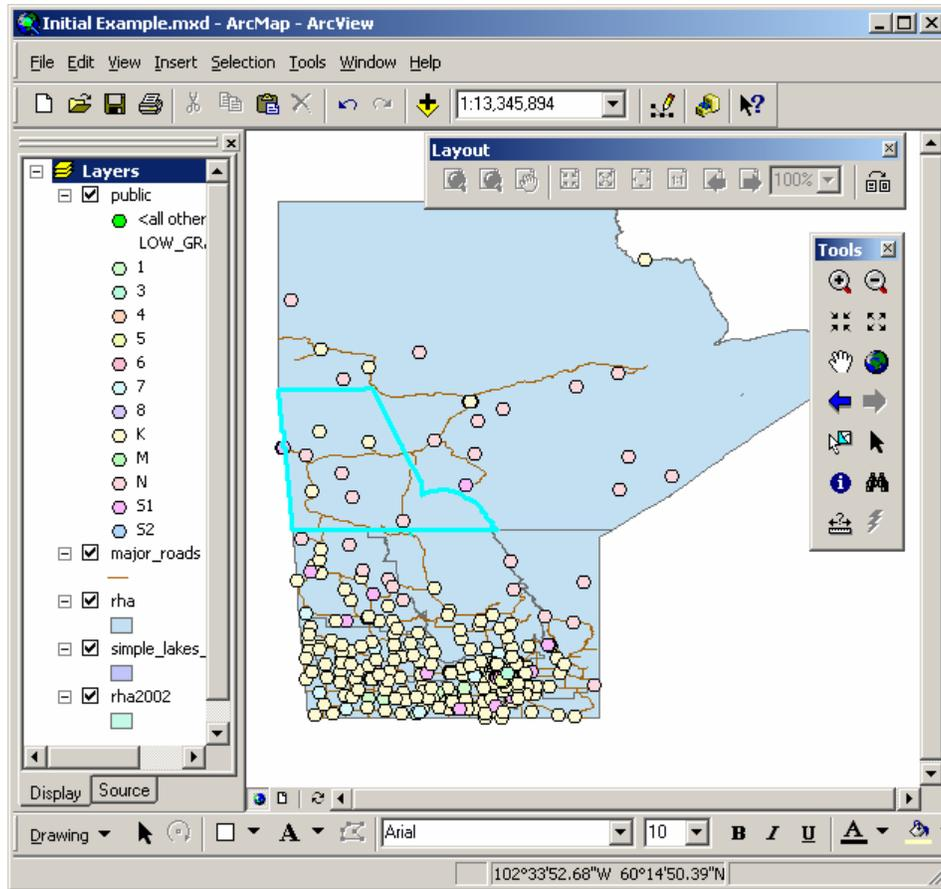 Initial Example.mxd - ArcMap - ArcView
File Edit View Insert Selection Tools Window Help
1:13,345,894
Layout
100%
Layers
public
<all other
LOW_GR
1
3
4
5
6
7
8
K
M
N
S1
S2
major_roads
rha
simple_lakes_
rha2002
Tools
Display Source
Drawing A Arial 10 B I U A
102°33'52.68"W 60°14'50.39"N